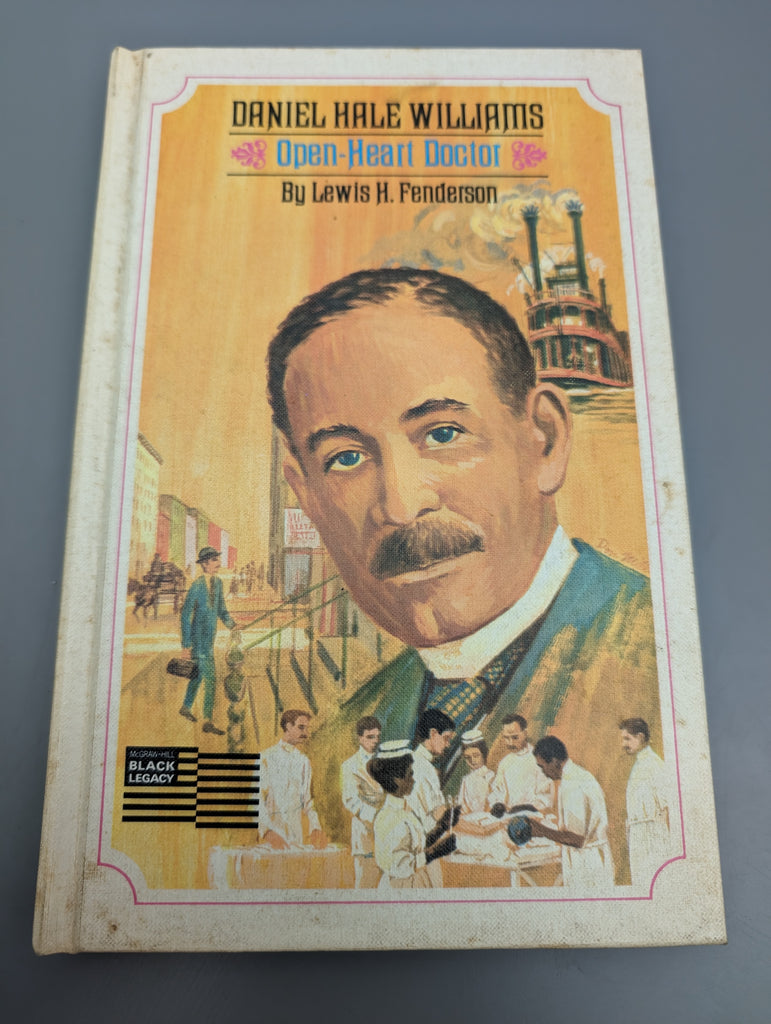 DANIEL HALE WILLIAMS
Open-Heart Doctor
By Lewis H. Fenderson
McGRAW-HILL
BLACK
LEGACY